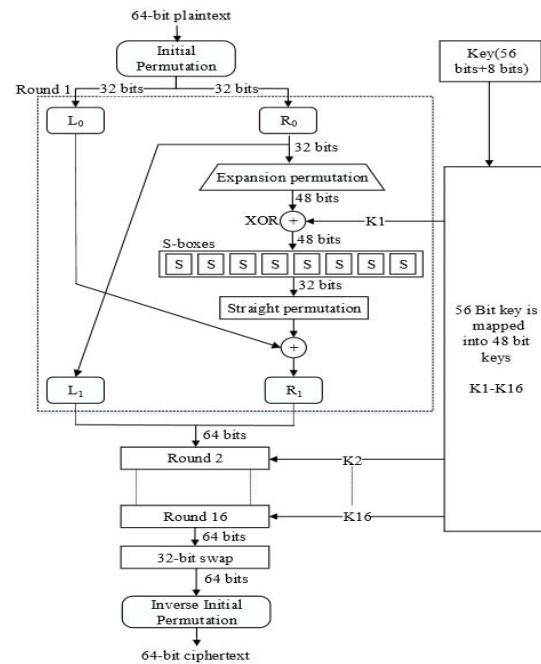 64-bit plaintext
Initial
Permutation
Key(56
bits+8 bits)
Round 1
32 bits
32 bits
L0
R0
32 bits
Expansion permutation
48 bits
XOR
+
K1
48 bits
S-boxes
S S S S S S S S
32 bits
Straight permutation
+
56 Bit key is
mapped
into 48 bit
keys
K1-K16
L1
R1
64 bits
Round 2
K2
Round 16
K16
64 bits
32-bit swap
64 bits
Inverse Initial
Permutation
64-bit ciphertext